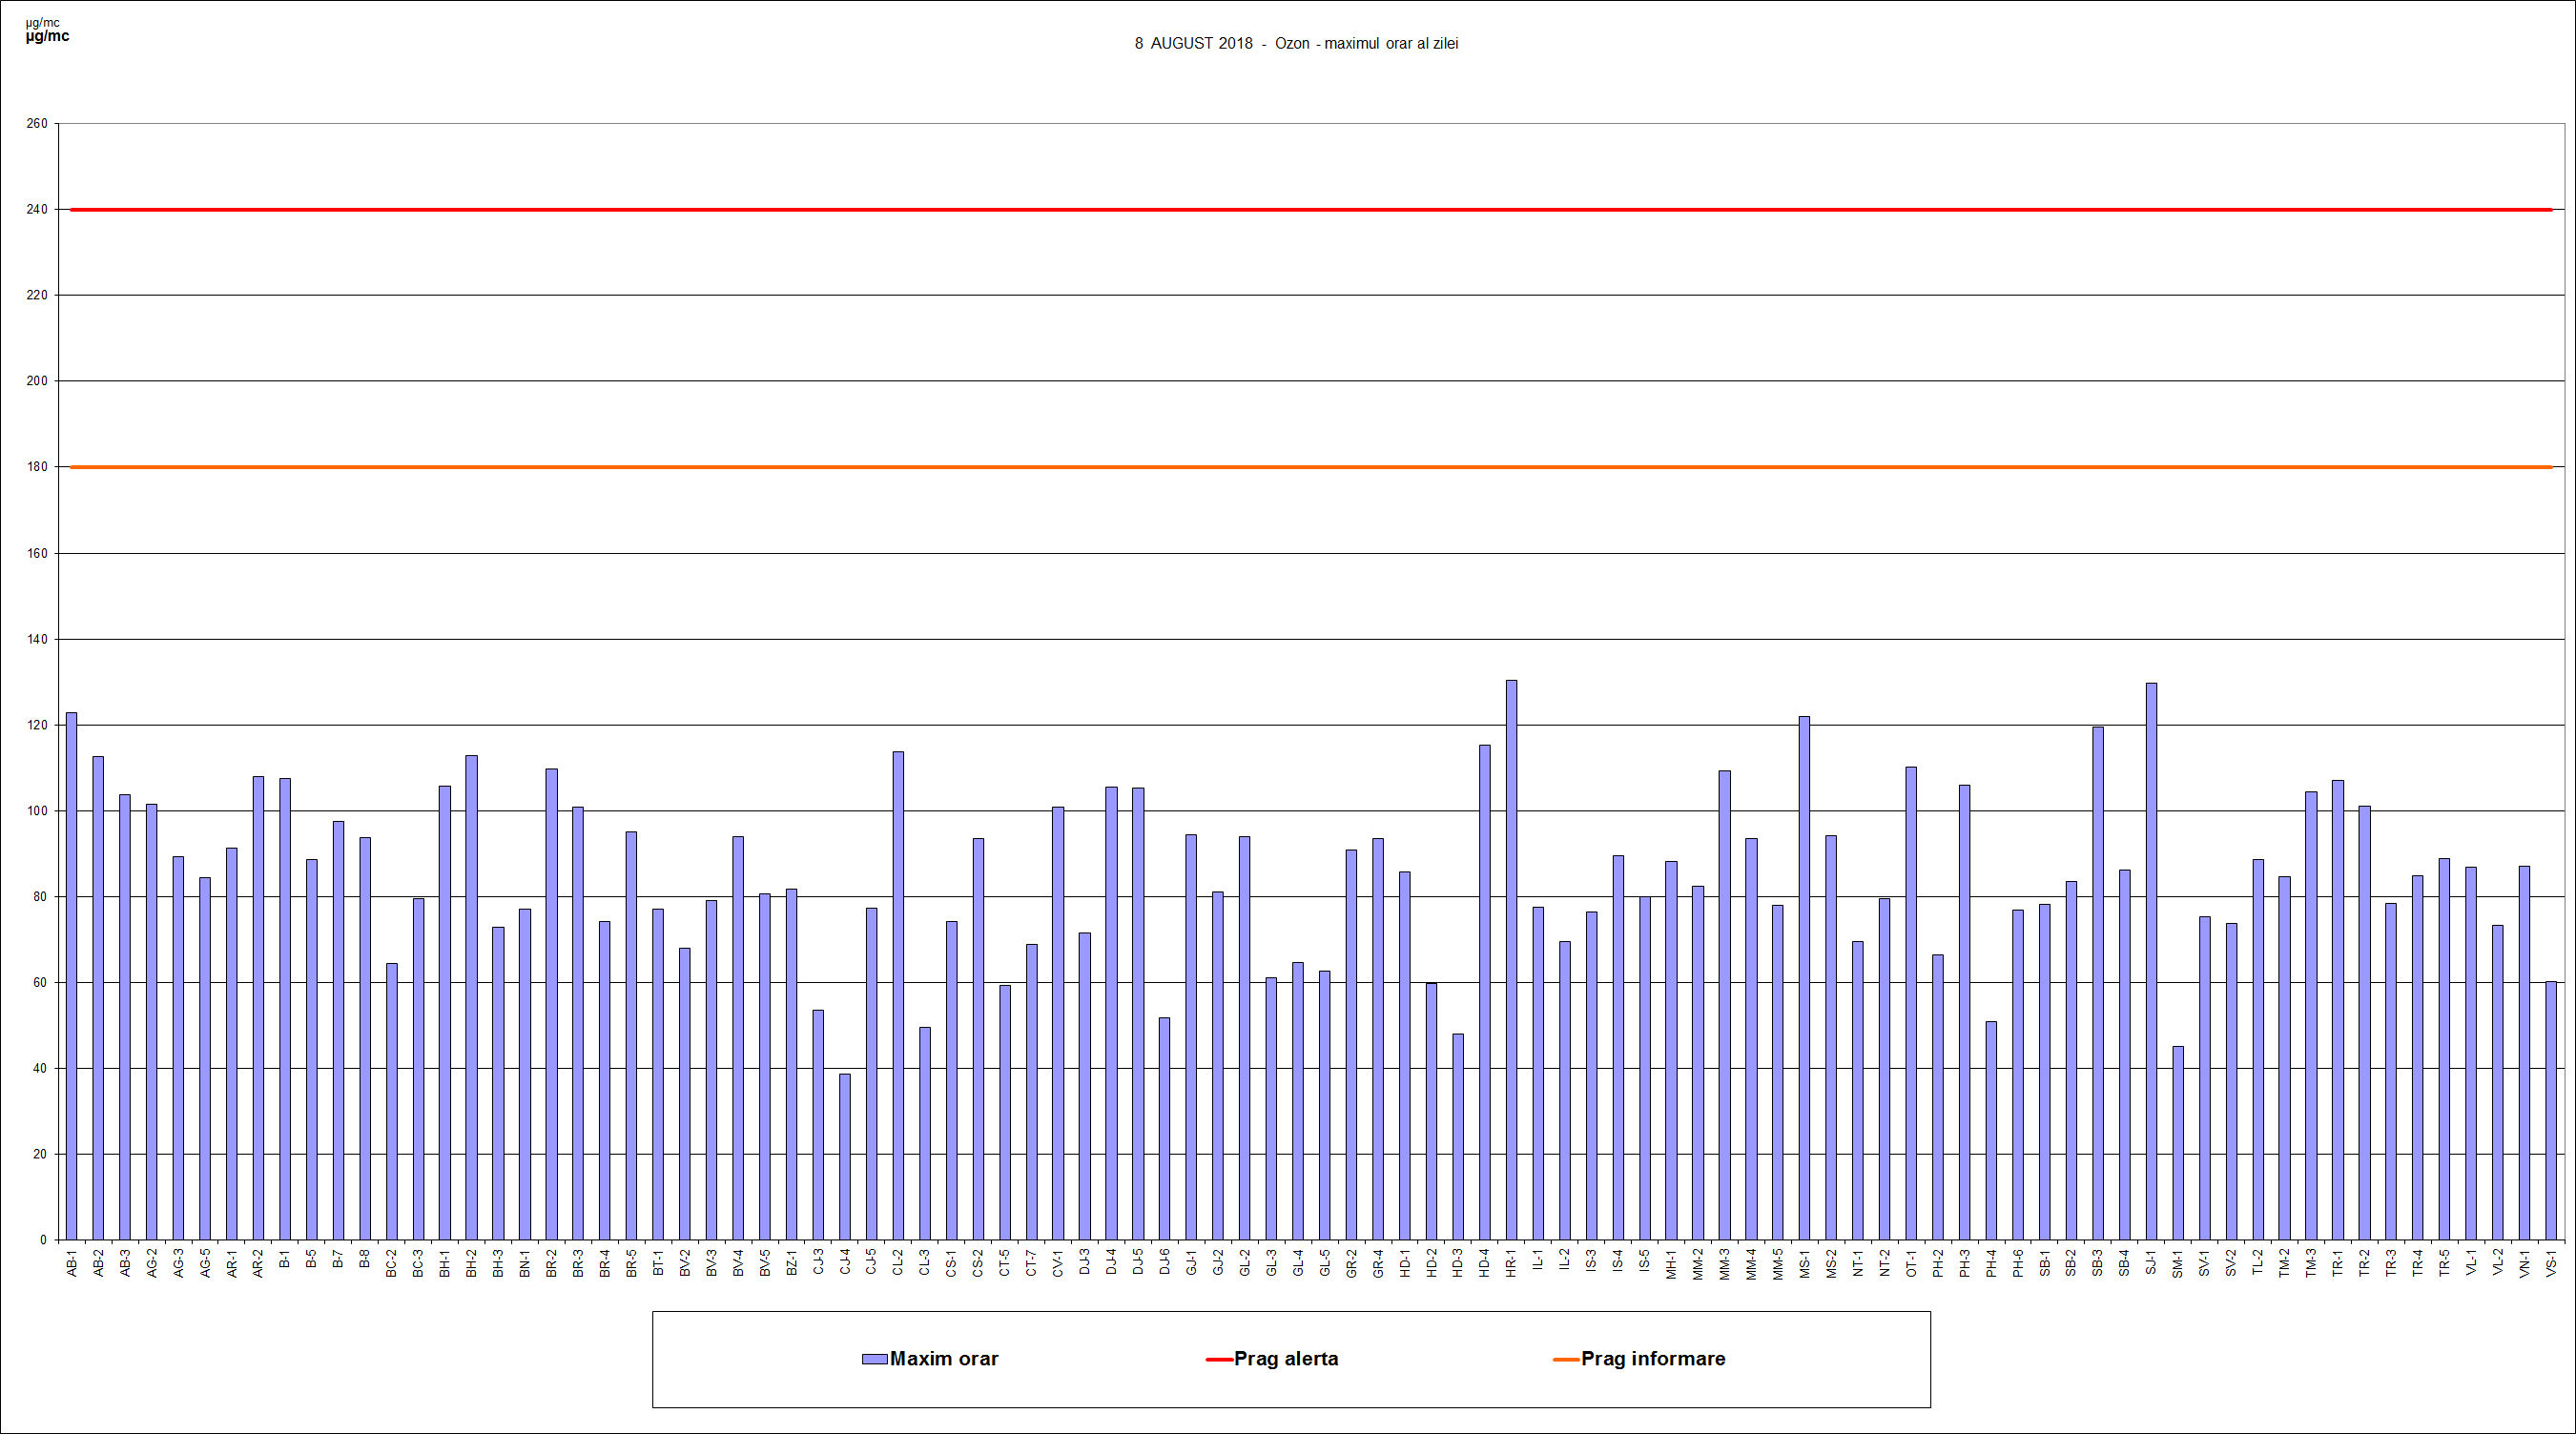 µg/mc
µg/mc
8 AUGUST 2018 - Ozon - maximul orar al zilei
260
240
220
200
180
160
140
120
100
80
60
40
20
0
AB-1 AB-2 AB-3 AG-2 AG-3 AG-5 AR-1 AR-2 B-1 B-5 B-7 B-8 BC-2 BC-3 BH-1 BH-2 BH-3 BN-1 BR-2 BR-3 BR-4 BR-5 BT-1 BV-2 BV-3 BV-4 BV-5 BZ-1 CJ-3 CJ-4 CJ-5 CL-2 CL-3 CS-1 CS-2 CT-5 CT-7 CV-1 DJ-3 DJ-4 DJ-5 DJ-6 GJ-1 GJ-2 GL-2 GL-3 GL-4 GL-5 GR-2 GR-4 HD-1 HD-2 HD-3 HD-4 HR-1 IL-1 IL-2 IS-3 IS-4 IS-5 MH-1 MM-2 MM-3 MM-4 MM-5 MS-1 MS-2 NT-1 NT-2 OT-1 PH-2 PH-3 PH-4 PH-6 SB-1 SB-2 SB-3 SB-4 SJ-1 SM-1 SV-1 SV-2 TL-2 TM-2 TM-3 TR-1 TR-2 TR-3 TR-4 TR-5 VL-1 VL-2 VN-1 VS-1
Maxim orar Prag alerta Prag informare